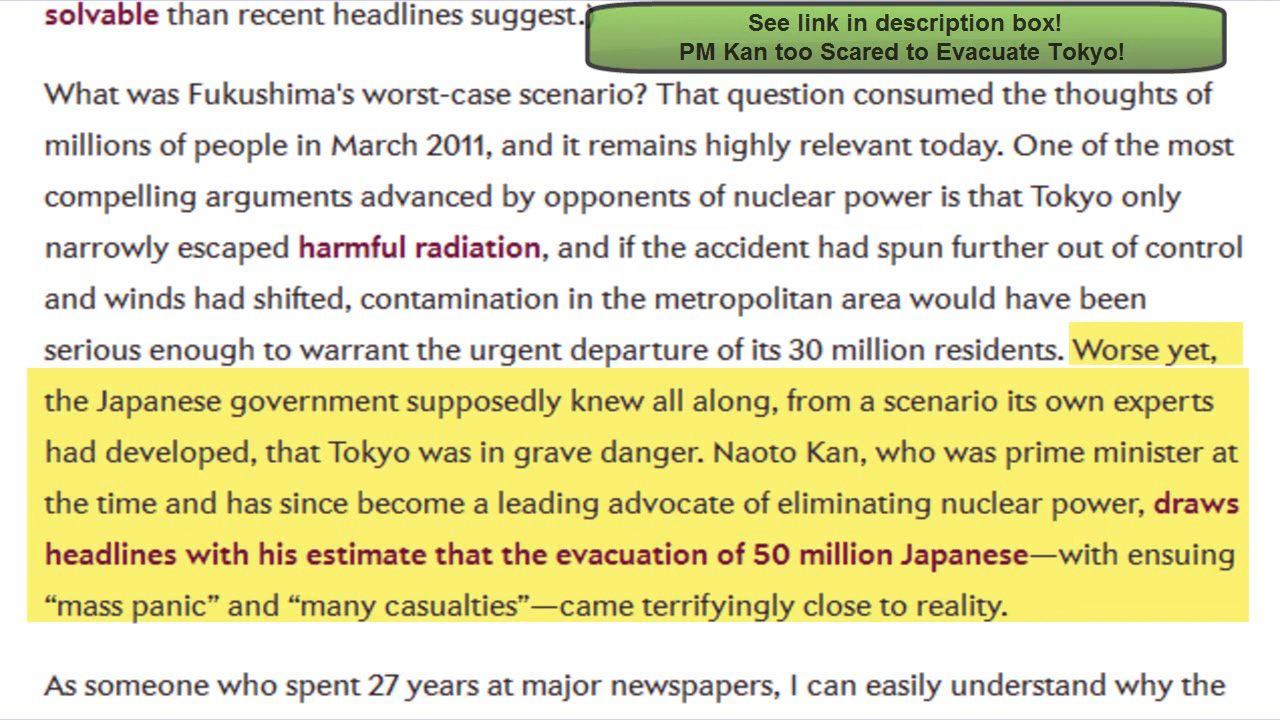 solvable than recent headlines suggest.)
See link in description box!
PM Kan too Scared to Evacuate Tokyo!
What was Fukushima's worst-case scenario? That question consumed the thoughts of
millions of people in March 2011, and it remains highly relevant today. One of the most
compelling arguments advanced by opponents of nuclear power is that Tokyo only
narrowly escaped harmful radiation, and if the accident had spun further out of control
and winds had shifted, contamination in the metropolitan area would have been
serious enough to warrant the urgent departure of its 30 million residents. Worse yet,
the Japanese government supposedly knew all along, from a scenario its own experts
had developed, that Tokyo was in grave danger. Naoto Kan, who was prime minister at
the time and has since become a leading advocate of eliminating nuclear power, draws
headlines with his estimate that the evacuation of 50 million Japanese—with ensuing
“mass panic” and “many casualties”—came terrifyingly close to reality.
As someone who spent 27 years at major newspapers, I can easily understand why the